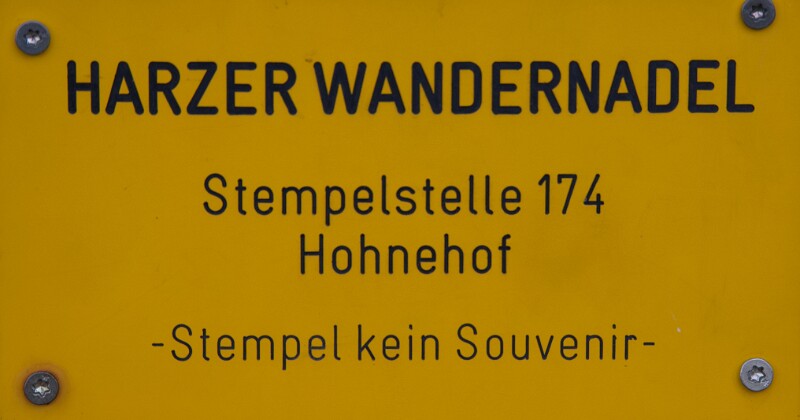 HARZER WANDERNADEL
Stempelstelle 174
Hohnehof
-Stempel kein Souvenir-